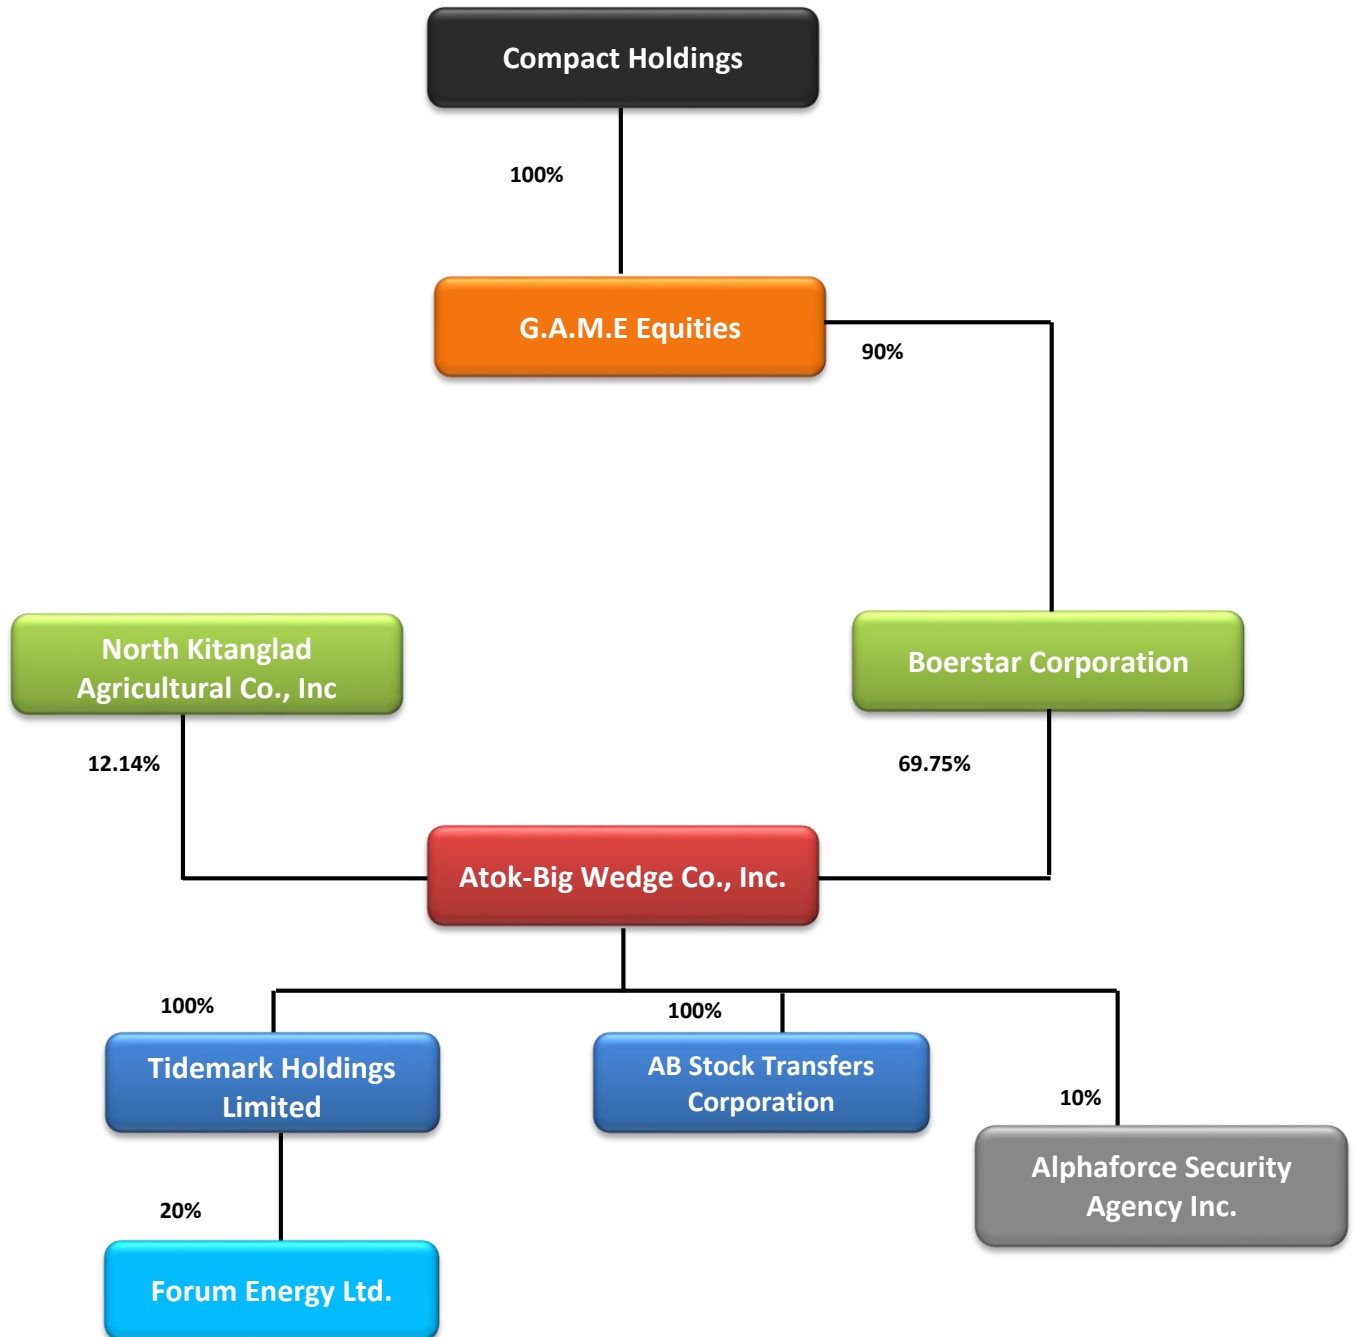 Compact Holdings
100%
G.A.M.E Equities
90%
North Kitanglad
Agricultural Co., Inc
Boerstar Corporation
12.14%
69.75%
Atok-Big Wedge Co., Inc.
100%
100%
Tidemark Holdings
Limited
AB Stock Transfers
Corporation
10%
Alphaforce Security
Agency Inc.
20%
Forum Energy Ltd.